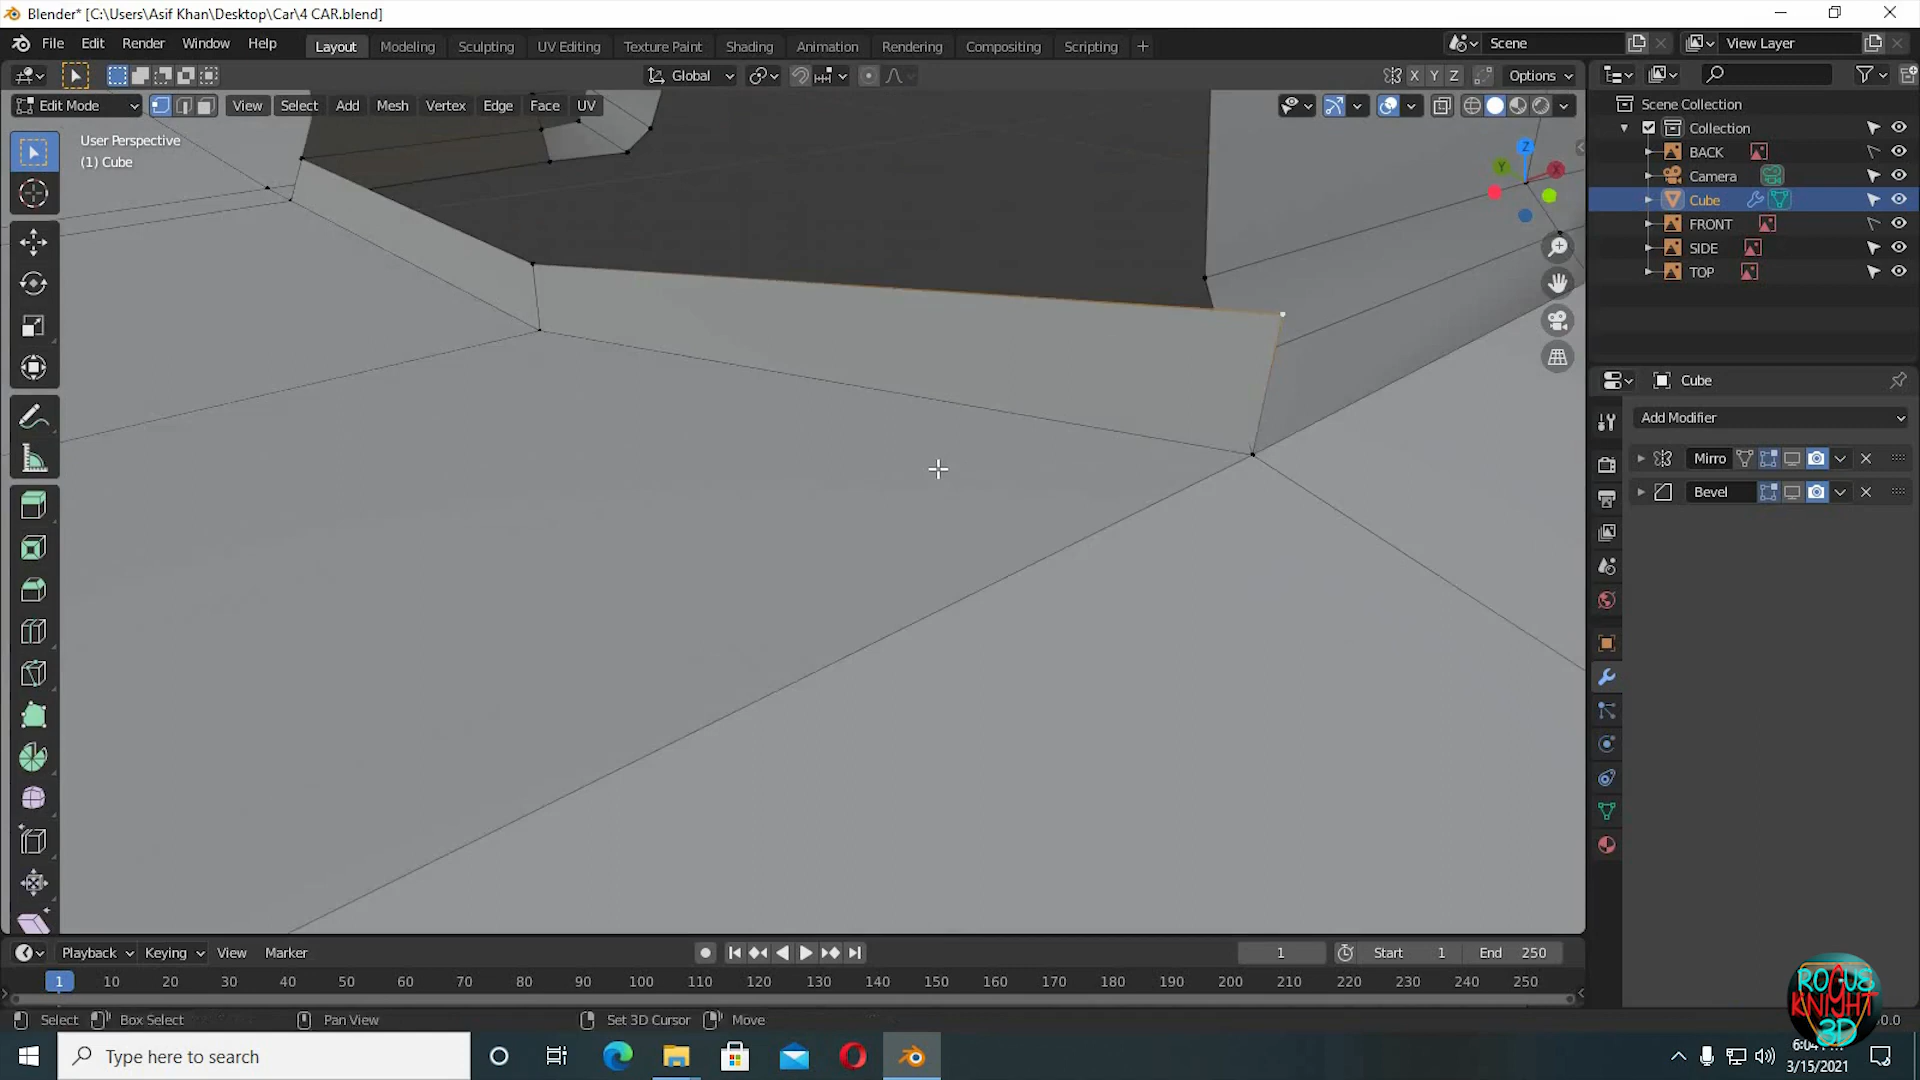 Blender* [C:\Users\Asif Khan\Desktop\Car\4 CAR.blend]
File Edit Render Window Help
Layout Modeling Sculpting UV Editing Texture Paint Shading Animation Rendering Compositing Scripting +
Scene
View Layer
Global
X Y Z Options
Edit Mode View Select Add Mesh Vertex Edge Face UV
User Perspective
(1) Cube
Z
Y
X
Scene Collection
Collection
BACK
Camera
Cube
FRONT
SIDE
TOP
Cube
Add Modifier
Mirro
Bevel
Playback Keying View Marker
1 Start 1 End 250
1 10 20 30 40 50 60 70 80 90 100 110 120 130 140 150 160 170 180 190 200 210 220 230 240 250
Select Box Select Pan View Set 3D Cursor Move
ROGUE
KNIGHT
3D
Type here to search
3/15/2021